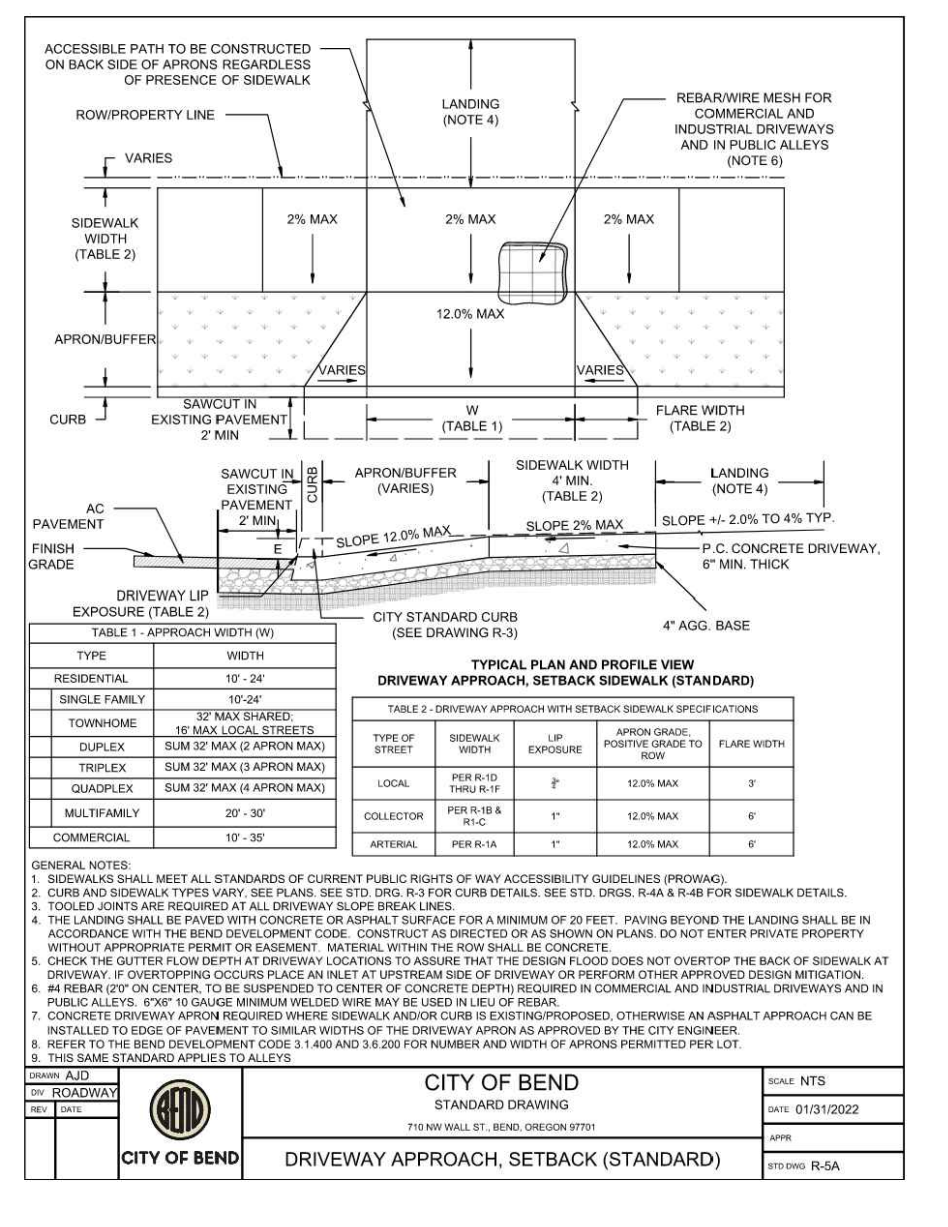 ACCESSIBLE PATH TO BE CONSTRUCTED
ON BACK SIDE OF APRONS REGARDLESS
OF PRESENCE OF SIDEWALK
ROW/PROPERTY LINE
VARIES
LANDING
(NOTE 4)
REBAR/WIRE MESH FOR
COMMERCIAL AND
INDUSTRIAL DRIVEWAYS
AND IN PUBLIC ALLEYS
(NOTE 6)
SIDEWALK
WIDTH
(TABLE 2)
2% MAX
2% MAX
2% MAX
12.0% MAX
APRON/BUFFER
VARIES
VARIES
CURB
SAWCUT IN
EXISTING PAVEMENT
2' MIN
W
(TABLE 1)
FLARE WIDTH
(TABLE 2)
SAWCUT IN
EXISTING
PAVEMENT
2' MIN
CURB
APRON/BUFFER
(VARIES)
SIDEWALK WIDTH
4' MIN.
(TABLE 2)
LANDING
(NOTE 4)
AC
PAVEMENT
FINISH
GRADE
E
SLOPE 12.0% MAX
SLOPE 2% MAX
SLOPE +/- 2.0% TO 4% TYP.
P.C. CONCRETE DRIVEWAY,
6" MIN. THICK
DRIVEWAY LIP
EXPOSURE (TABLE 2)
CITY STANDARD CURB
(SEE DRAWING R-3)
4" AGG. BASE
TABLE 1 - APPROACH WIDTH (W)
TYPE WIDTH
RESIDENTIAL 10' - 24'
SINGLE FAMILY 10'-24'
TOWNHOME 32' MAX SHARED;
16' MAX LOCAL STREETS
DUPLEX SUM 32' MAX (2 APRON MAX)
TRIPLEX SUM 32' MAX (3 APRON MAX)
QUADPLEX SUM 32' MAX (4 APRON MAX)
MULTIFAMILY 20' - 30'
COMMERCIAL 10' - 35'
TYPICAL PLAN AND PROFILE VIEW
DRIVEWAY APPROACH, SETBACK SIDEWALK (STANDARD)
TABLE 2 - DRIVEWAY APPROACH WITH SETBACK SIDEWALK SPECIFICATIONS
TYPE OF
STREET
SIDEWALK
WIDTH
LIP
EXPOSURE
APRON GRADE,
POSITIVE GRADE TO
ROW
FLARE WIDTH
LOCAL
PER R-1D
THRU R-1F
12.0% MAX
3'
COLLECTOR
PER R-1B &
R1-C
1"
12.0% MAX
6'
ARTERIAL PER R-1A 1" 12.0% MAX 6'
GENERAL NOTES:
1. SIDEWALKS SHALL MEET ALL STANDARDS OF CURRENT PUBLIC RIGHTS OF WAY ACCESSIBILITY GUIDELINES (PROWAG).
2. CURB AND SIDEWALK TYPES VARY, SEE PLANS. SEE STD. DRG. R-3 FOR CURB DETAILS. SEE STD. DRGS. R-4A & R-4B FOR SIDEWALK DETAILS.
3. TOOLED JOINTS ARE REQUIRED AT ALL DRIVEWAY SLOPE BREAK LINES.
4. THE LANDING SHALL BE PAVED WITH CONCRETE OR ASPHALT SURFACE FOR A MINIMUM OF 20 FEET. PAVING BEYOND THE LANDING SHALL BE IN
ACCORDANCE WITH THE BEND DEVELOPMENT CODE. CONSTRUCT AS DIRECTED OR AS SHOWN ON PLANS. DO NOT ENTER PRIVATE PROPERTY
WITHOUT APPROPRIATE PERMIT OR EASEMENT. MATERIAL WITHIN THE ROW SHALL BE CONCRETE.
5. CHECK THE GUTTER FLOW DEPTH AT DRIVEWAY LOCATIONS TO ASSURE THAT THE DESIGN FLOOD DOES NOT OVERTOP THE BACK OF SIDEWALK AT
DRIVEWAY. IF OVERTOPPING OCCURS PLACE AN INLET AT UPSTREAM SIDE OF DRIVEWAY OR PERFORM OTHER APPROVED DESIGN MITIGATION.
6. #4 REBAR (2'0" ON CENTER, TO BE SUSPENDED TO CENTER OF CONCRETE DEPTH) REQUIRED IN COMMERCIAL AND INDUSTRIAL DRIVEWAYS AND IN
PUBLIC ALLEYS. 6"X6" 10 GAUGE MINIMUM WELDED WIRE MAY BE USED IN LIEU OF REBAR.
7. CONCRETE DRIVEWAY APRON REQUIRED WHERE SIDEWALK AND/OR CURB IS EXISTING/PROPOSED, OTHERWISE AN ASPHALT APPROACH CAN BE
INSTALLED TO EDGE OF PAVEMENT TO SIMILAR WIDTHS OF THE DRIVEWAY APRON AS APPROVED BY THE CITY ENGINEER.
8. REFER TO THE BEND DEVELOPMENT CODE 3.1.400 AND 3.6.200 FOR NUMBER AND WIDTH OF APRONS PERMITTED PER LOT.
9. THIS SAME STANDARD APPLIES TO ALLEYS
DRAWN AJD
DIV ROADWAY
REV DATE
BEND
CITY OF BEND
CITY OF BEND
STANDARD DRAWING
710 NW WALL ST., BEND, OREGON 97701
DRIVEWAY APPROACH, SETBACK (STANDARD)
SCALE NTS
DATE 01/31/2022
APPR
STD DWG R-5A